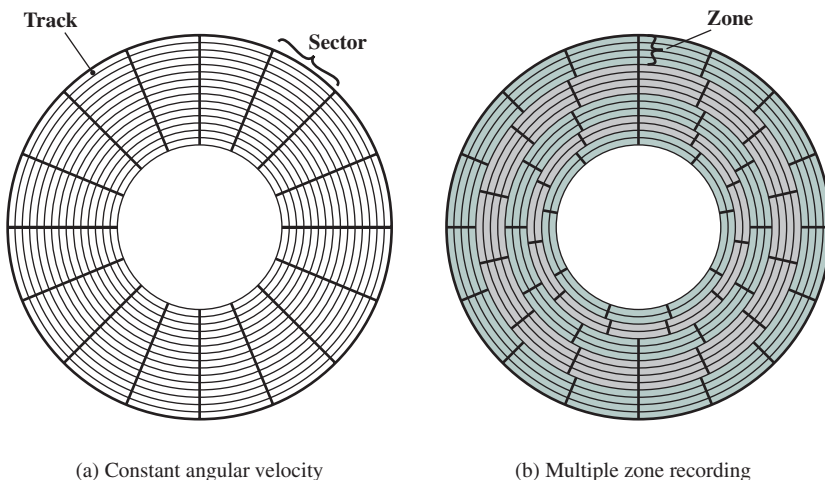 Track
Sector
Zone
(a) Constant angular velocity
(b) Multiple zone recording